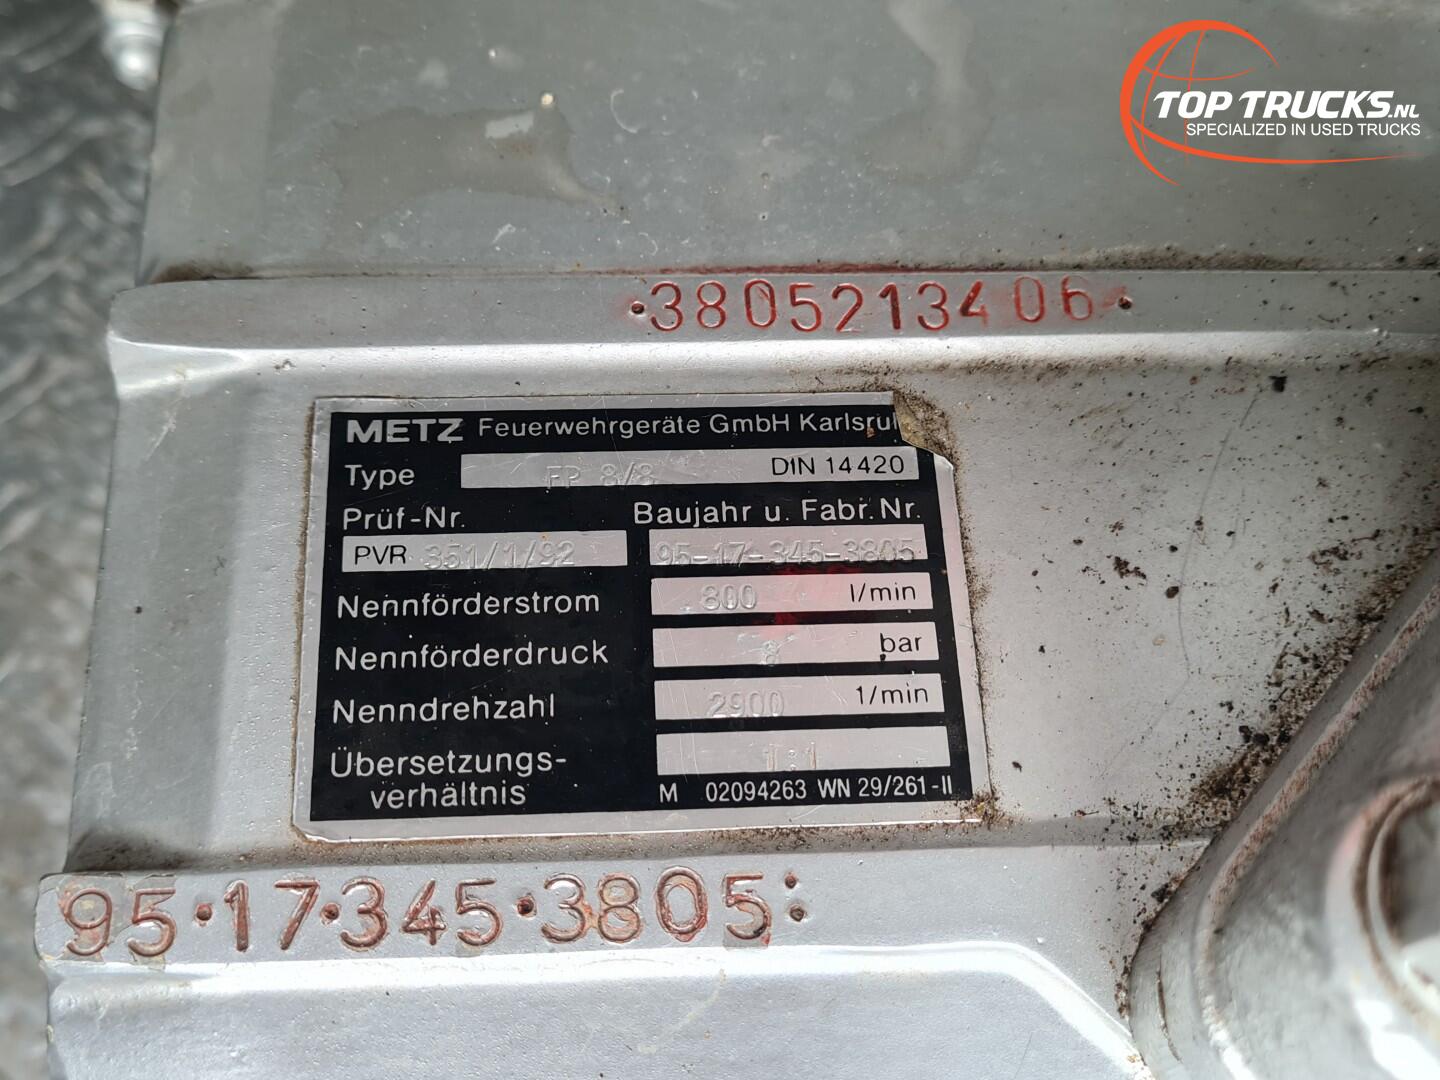 TOP TRUCKS.NL
SPECIALIZED IN USED TRUCKS
·3805213406·
METZ Feuerwehrgeräte GmbH
Type FP 8/8 DIN 14420
Prüf-Nr. Baujahr u. Fabr. Nr.
PVR 351/1/92 95-17-345-3805
Nennförderstrom 800 l/min
Nennförderdruck 8 bar
Nenndrehzahl 2900 1/min
Übersetzungs-
verhältnis 1:1
M 02094263 WN 29/261-II
95·17·345·3805: